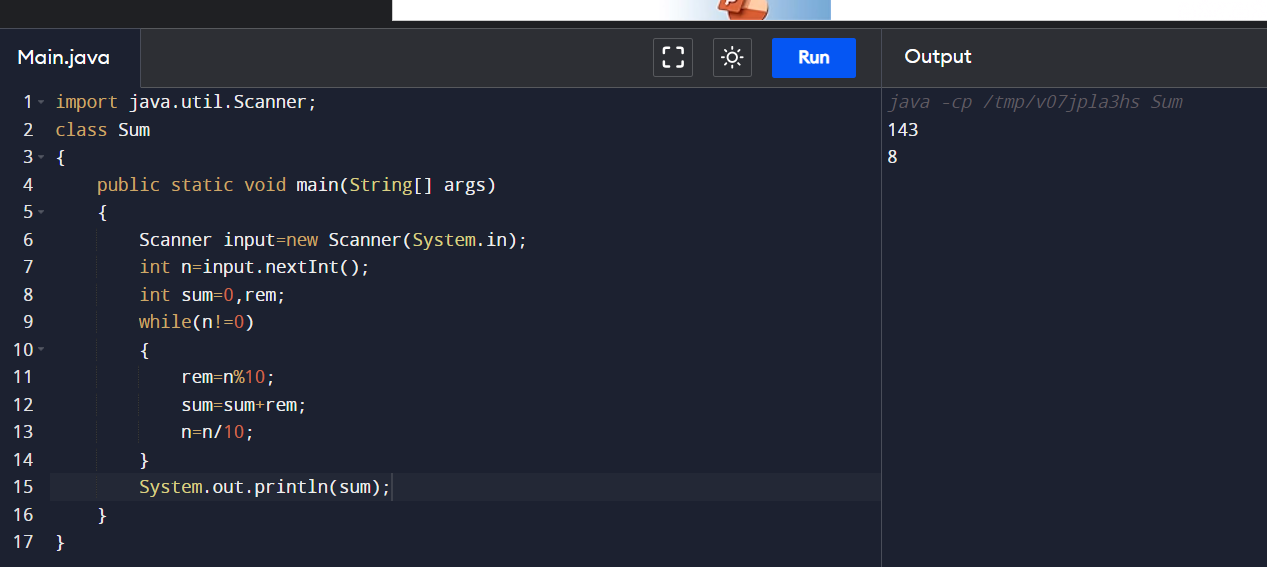 Main.java
Run
Output
1 import java.util.Scanner;
2 class Sum
3 {
4     public static void main(String[] args)
5     {
6         Scanner input=new Scanner(System.in);
7         int n=input.nextInt();
8         int sum=0,rem;
9         while(n!=0)
10         {
11             rem=n%10;
12             sum=sum+rem;
13             n=n/10;
14         }
15         System.out.println(sum);
16     }
17 }
java -cp /tmp/v07jpla3hs Sum
143
8